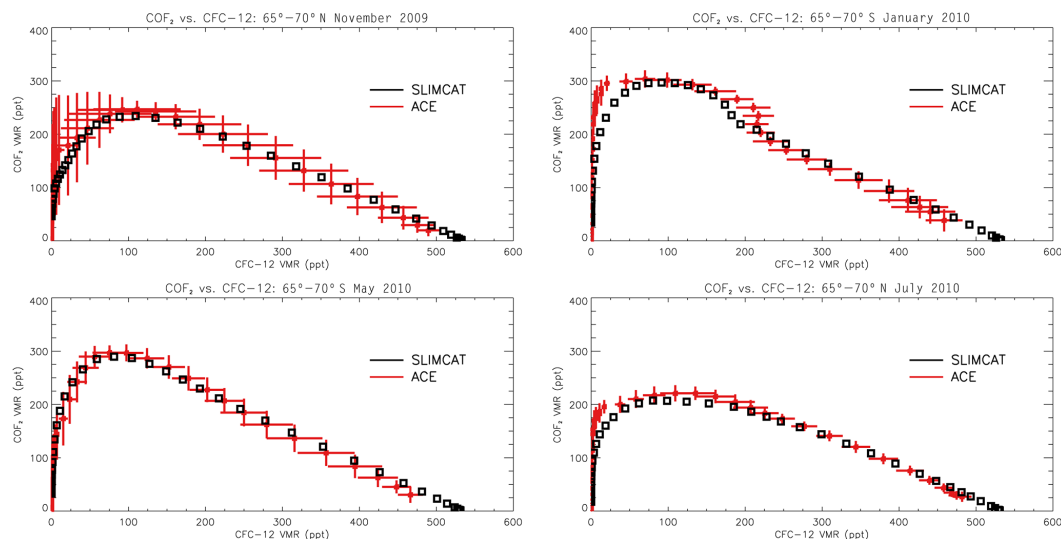 COF₂ vs. CFC−12: 65°−70° N November 2009
400
300
200
100
0
COF₂ VMR (ppt)
SLIMCAT
ACE
0 100 200 300 400 500 600
CFC−12 VMR (ppt)
COF₂ vs. CFC−12: 65°−70° S January 2010
400
300
200
100
0
COF₂ VMR (ppt)
SLIMCAT
ACE
0 100 200 300 400 500 600
CFC−12 VMR (ppt)
COF₂ vs. CFC−12: 65°−70° S May 2010
400
300
200
100
0
COF₂ VMR (ppt)
SLIMCAT
ACE
0 100 200 300 400 500 600
CFC−12 VMR (ppt)
COF₂ vs. CFC−12: 65°−70° N July 2010
400
300
200
100
0
COF₂ VMR (ppt)
SLIMCAT
ACE
0 100 200 300 400 500 600
CFC−12 VMR (ppt)